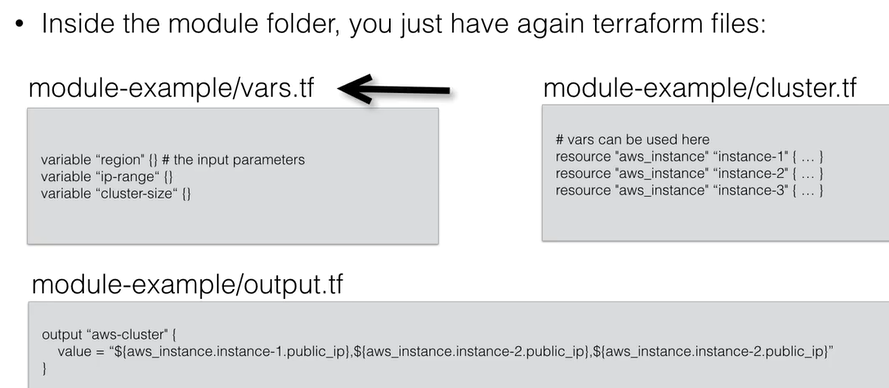 • Inside the module folder, you just have again terraform files:
module-example/vars.tf
variable “region” {} # the input parameters
variable “ip-range“ {}
variable “cluster-size“ {}
module-example/cluster.tf
# vars can be used here
resource "aws_instance" “instance-1" { … }
resource "aws_instance" “instance-2" { … }
resource "aws_instance" “instance-3" { … }
module-example/output.tf
output “aws-cluster" {
value = “${aws_instance.instance-1.public_ip},${aws_instance.instance-2.public_ip},${aws_instance.instance-2.public_ip}”
}